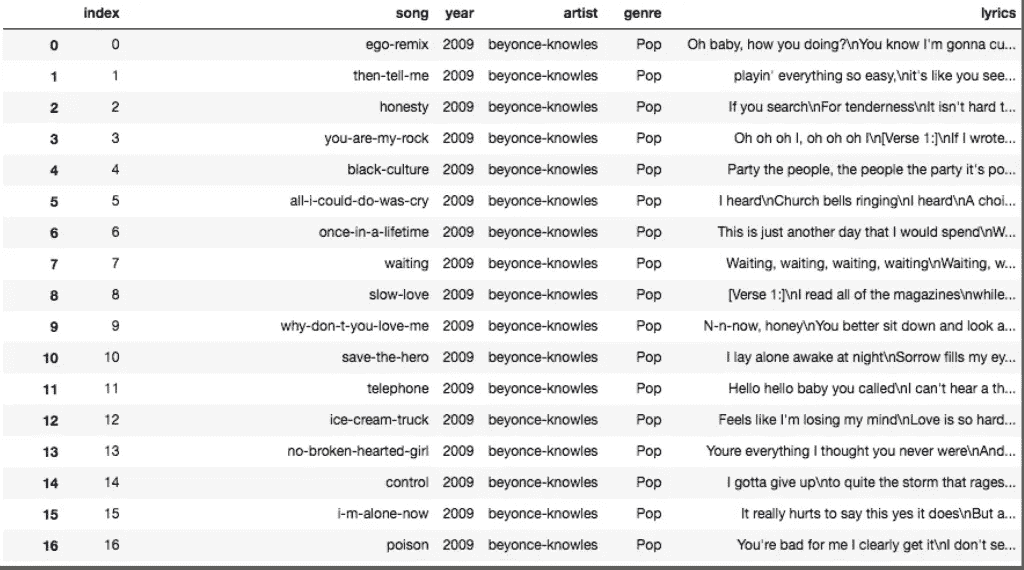 index song year artist genre lyrics
0 0 ego-remix 2009 beyonce-knowles Pop Oh baby, how you doing?\nYou know I'm gonna cu...
1 1 then-tell-me 2009 beyonce-knowles Pop playin' everything so easy,\nit's like you see...
2 2 honesty 2009 beyonce-knowles Pop If you search\nFor tenderness\nIt isn't hard t...
3 3 you-are-my-rock 2009 beyonce-knowles Pop Oh oh oh I, oh oh oh I\n[Verse 1:]\nIf I wrote...
4 4 black-culture 2009 beyonce-knowles Pop Party the people, the people the party it's po...
5 5 all-i-could-do-was-cry 2009 beyonce-knowles Pop I heard\nChurch bells ringing\nI heard\nA choi...
6 6 once-in-a-lifetime 2009 beyonce-knowles Pop This is just another day that I would spend\nW...
7 7 waiting 2009 beyonce-knowles Pop Waiting, waiting, waiting, waiting\nWaiting, w...
8 8 slow-love 2009 beyonce-knowles Pop [Verse 1:]\nI read all of the magazines\nwhile...
9 9 why-don-t-you-love-me 2009 beyonce-knowles Pop N-n-now, honey\nYou better sit down and look a...
10 10 save-the-hero 2009 beyonce-knowles Pop I lay alone awake at night\nSorrow fills my ey...
11 11 telephone 2009 beyonce-knowles Pop Hello hello baby you called\nI can't hear a th...
12 12 ice-cream-truck 2009 beyonce-knowles Pop Feels like I'm losing my mind\nLove is so hard...
13 13 no-broken-hearted-girl 2009 beyonce-knowles Pop Youre everything I thought you never were\nAnd...
14 14 control 2009 beyonce-knowles Pop I gotta give up\nto quite the storm that rages...
15 15 i-m-alone-now 2009 beyonce-knowles Pop It really hurts to say this yes it does\nBut a...
16 16 poison 2009 beyonce-knowles Pop You're bad for me I clearly get it\nI don't se...